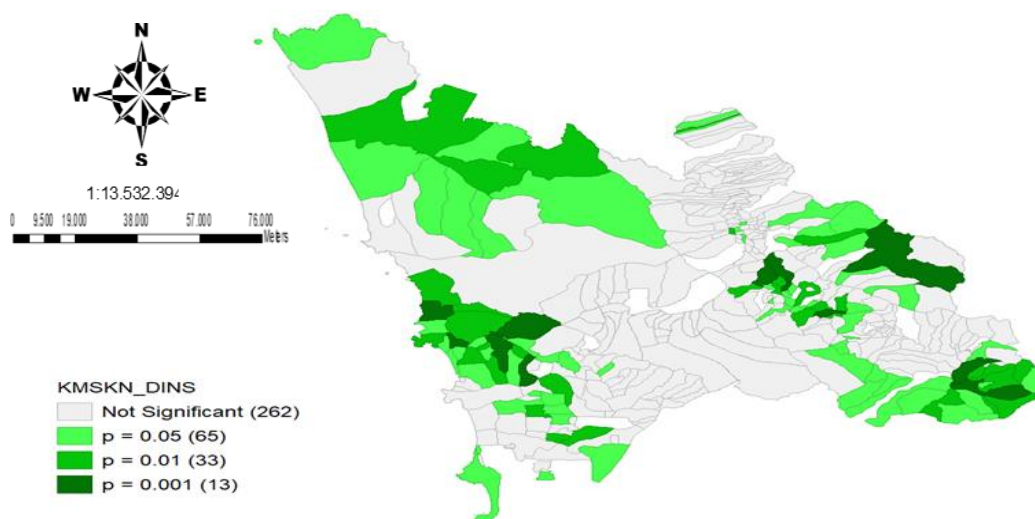 N
W E
S
1:13.532.394
0 9.500 19.000 38.000 57.000 76.000
Meters
KMSKN_DINS
Not Significant (262)
p = 0.05 (65)
p = 0.01 (33)
p = 0.001 (13)